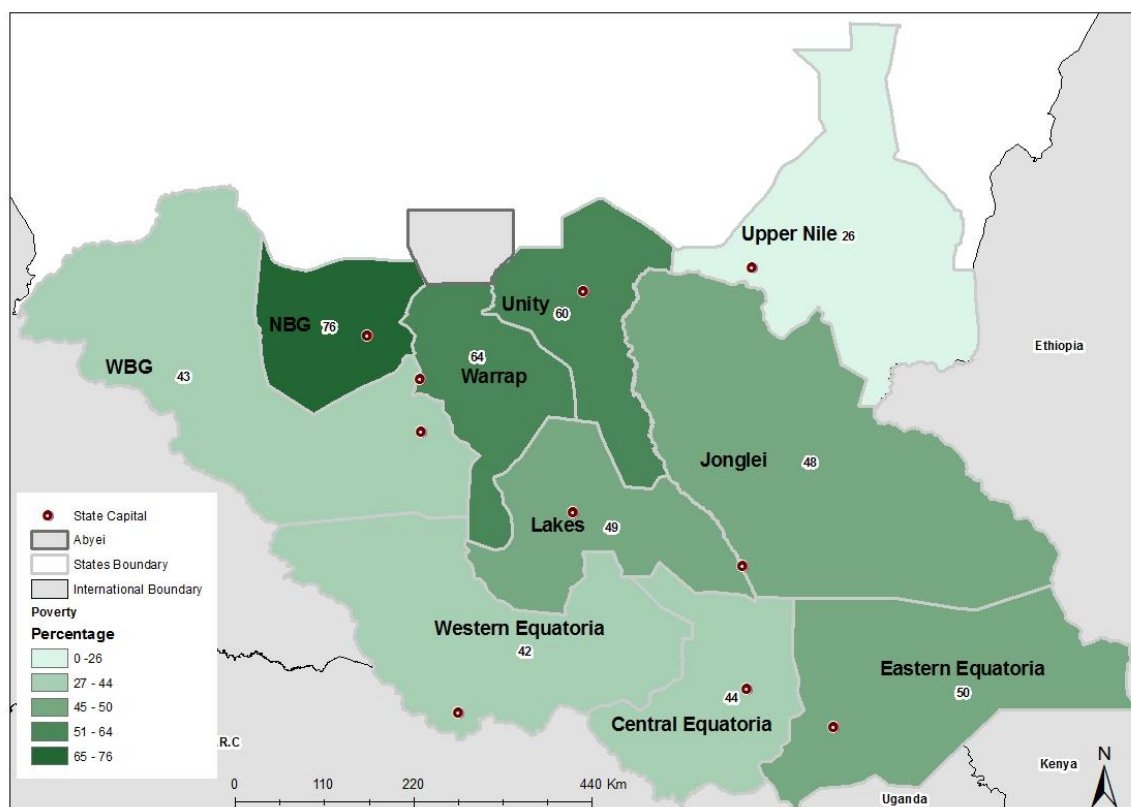 Upper Nile 26
Unity
60
NBG 76
Ethiopia
64
Warrap
WBG
43
Jonglei 48
Lakes 49
State Capital
Abyei
States Boundary
International Boundary
Poverty
Percentage
0 -26
27 - 44
45 - 50
51 - 64
65 - 76
Western Equatoria
42
Eastern Equatoria
50
44
Central Equatoria
.R.C
0 110 220 440 Km
Kenya
N
Uganda